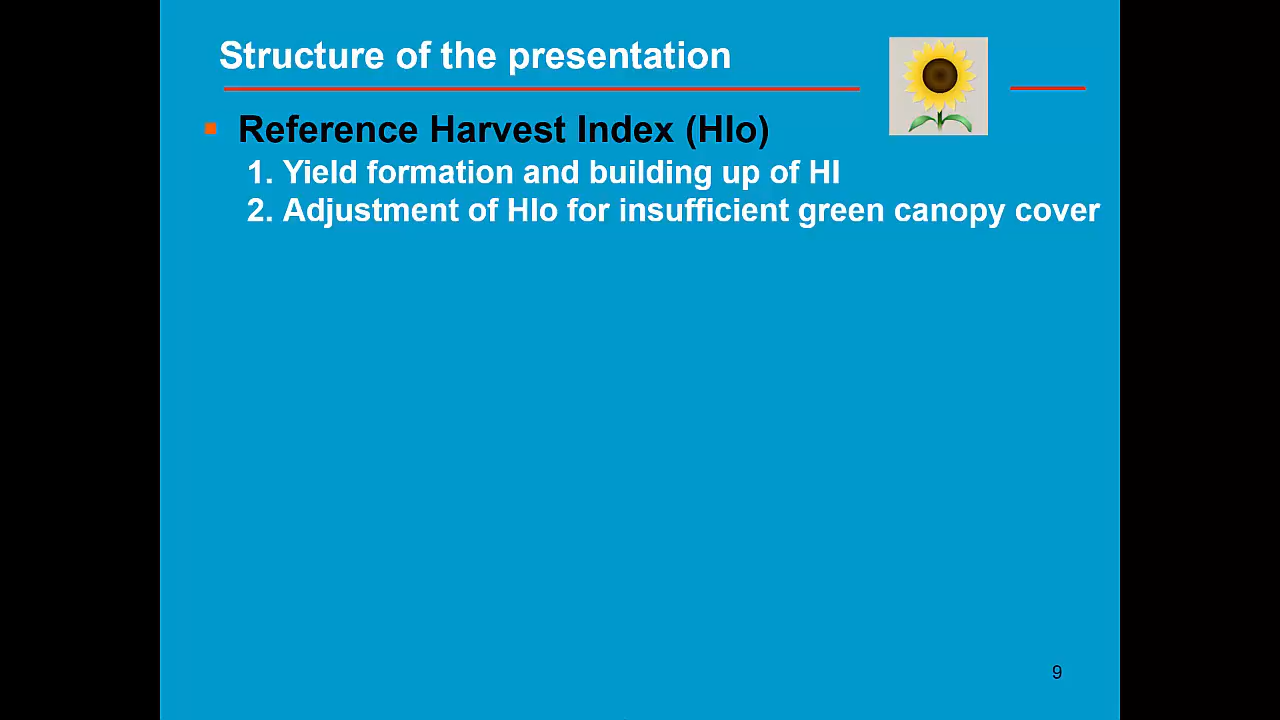 Structure of the presentation
Reference Harvest Index (HIo)
1. Yield formation and building up of HI
2. Adjustment of HIo for insufficient green canopy cover
9